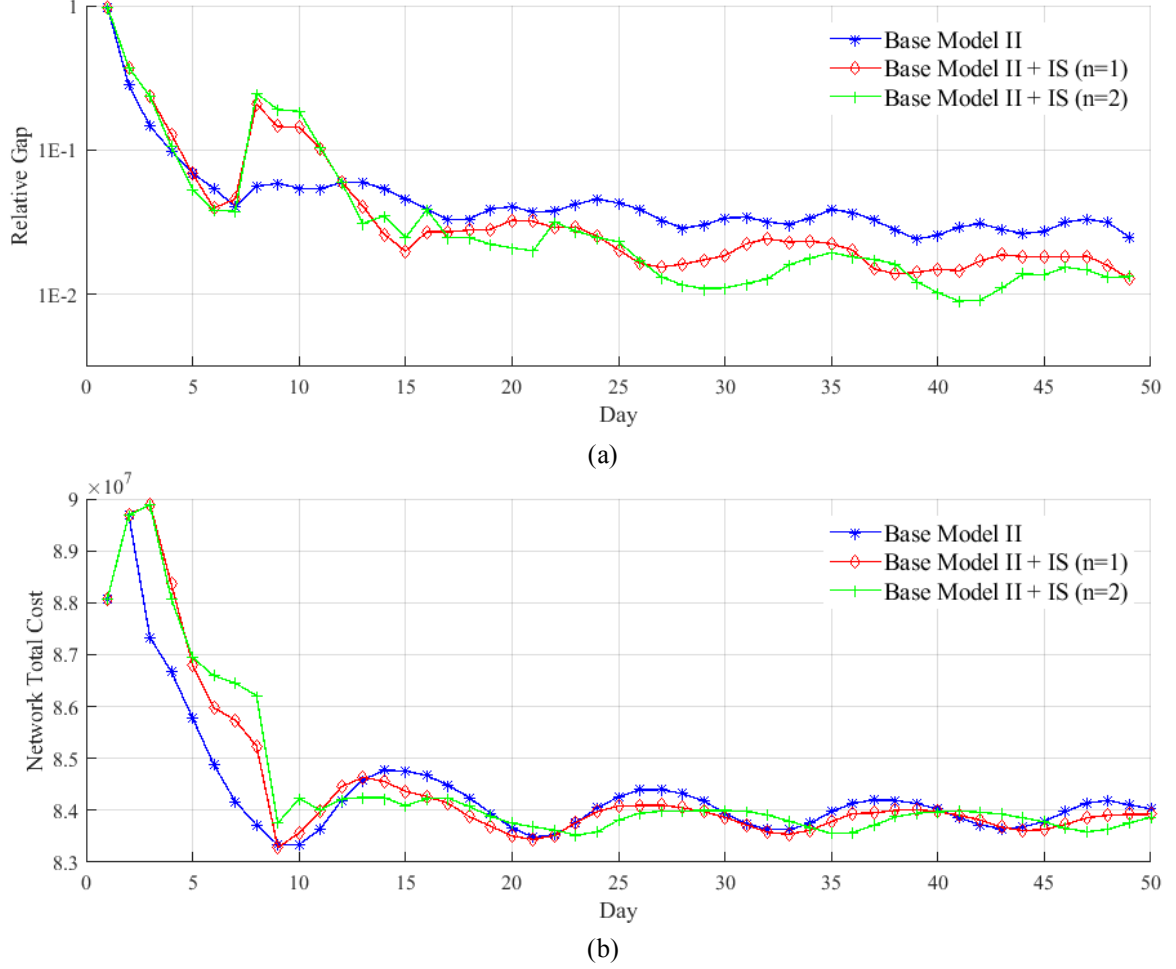 1
1E-1
1E-2
Relative Gap
Base Model II
Base Model II + IS (n=1)
Base Model II + IS (n=2)
0 5 10 15 20 25 30 35 40 45 50
Day
(a)
×10⁷
9
8.9
8.8
8.7
8.6
8.5
8.4
8.3
Network Total Cost
Base Model II
Base Model II + IS (n=1)
Base Model II + IS (n=2)
0 5 10 15 20 25 30 35 40 45 50
Day
(b)